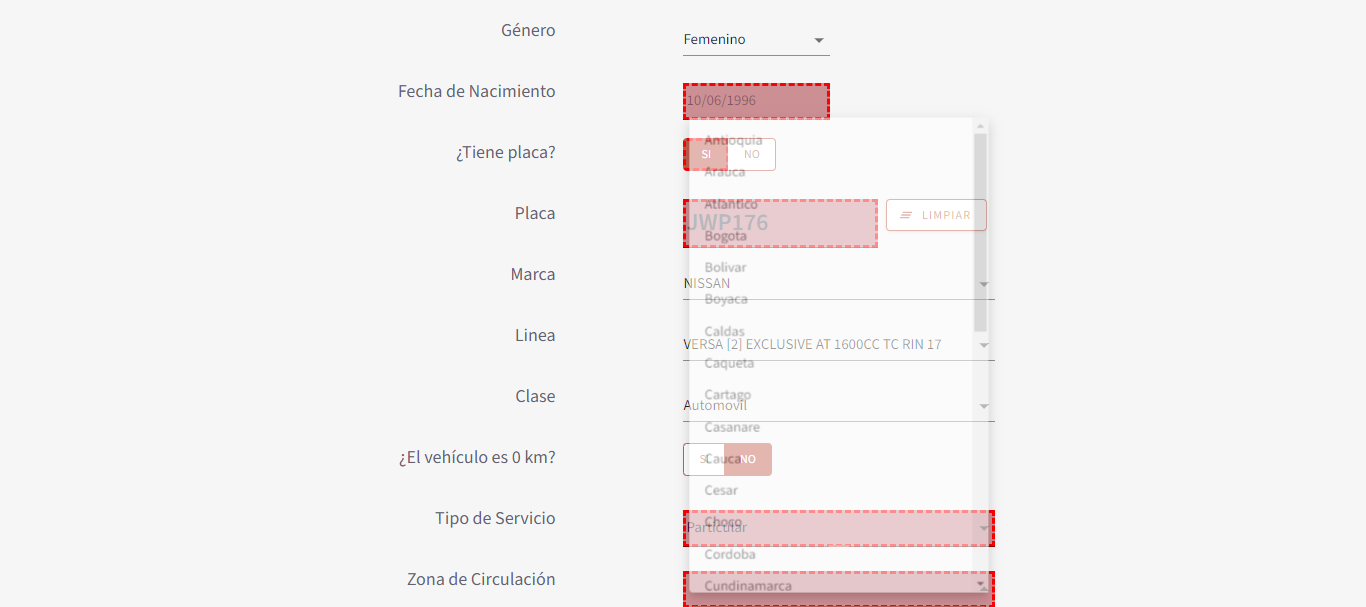 Género
Femenino
Fecha de Nacimiento
10/06/1996
Antioquia
¿Tiene placa?
SI NO
Arauca
Atlantico
Placa
JWP176
LIMPIAR
Bogota
Bolivar
Marca
NISSAN
Boyaca
Caldas
Linea
VERSA [2] EXCLUSIVE AT 1600CC TC RIN 17
Caqueta
Cartago
Clase
Automovil
Casanare
¿El vehículo es 0 km?
SI NO
Cauca
Cesar
Choco
Tipo de Servicio
Particular
Cordoba
Zona de Circulación
Cundinamarca